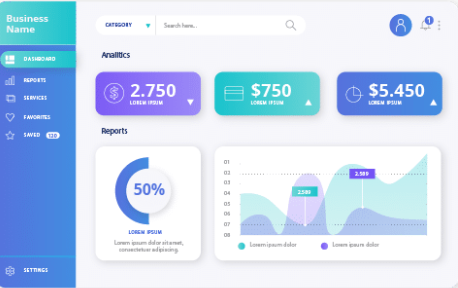 Business
Name
DASHBOARD
REPORTS
SERVICES
FAVORITES
SAVED 120
SETTINGS
CATEGORY
Search here..
1
Analitics
2.750
LOREM IPSUM
$750
LOREM IPSUM
$5.450
LOREM IPSUM
Reports
50%
LOREM IPSUM
Lorem ipsum dolor sit amet,
consectetuer adipiscing.
01
02
03
04
05
06
07
08
2.589
2.589
Lorem ipsum dolor
Lorem ipsum dolor